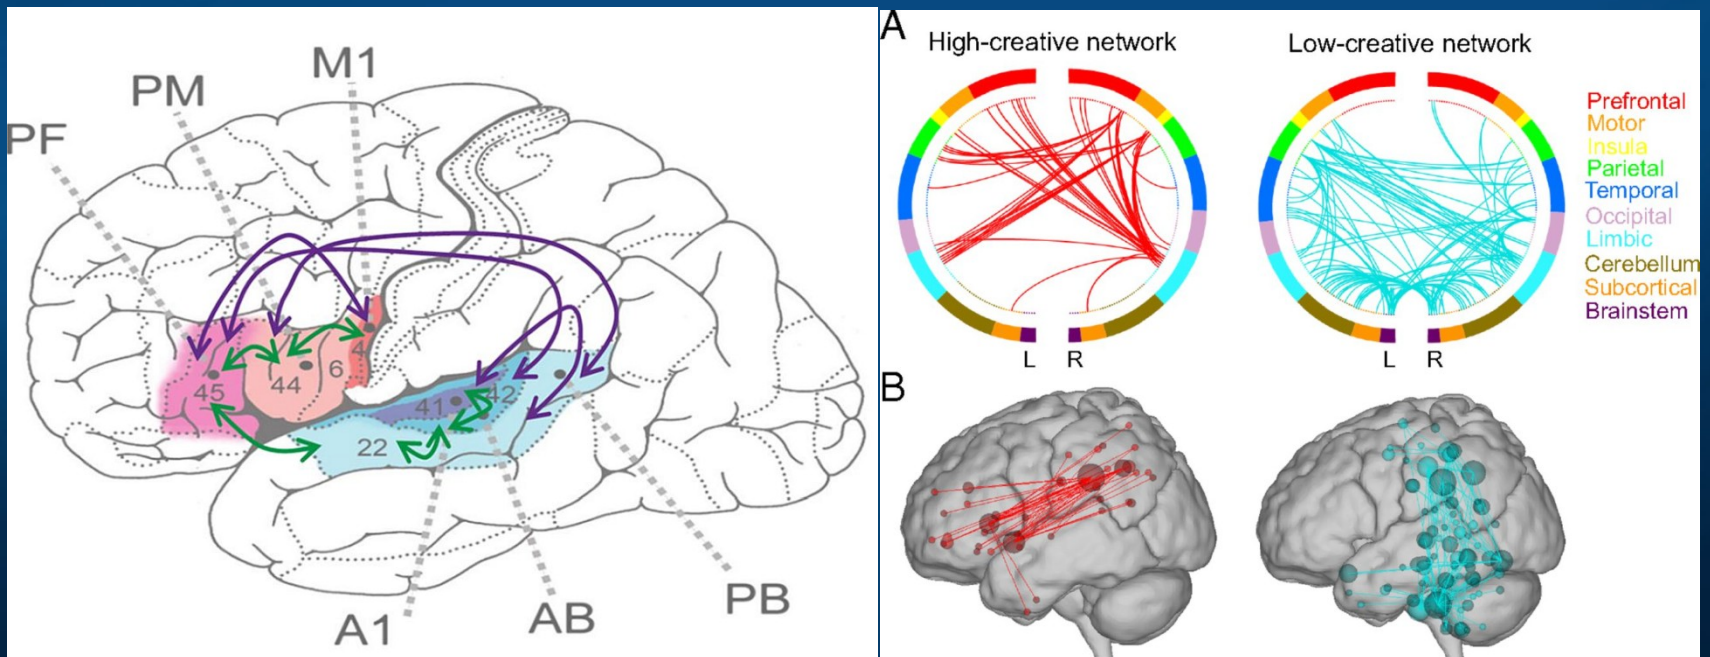 M1
PM
PF
45
44
6
4
41
42
22
A1
AB
PB
A
High-creative network
Low-creative network
L R
L R
Prefrontal
Motor
Insula
Parietal
Temporal
Occipital
Limbic
Cerebellum
Subcortical
Brainstem
B